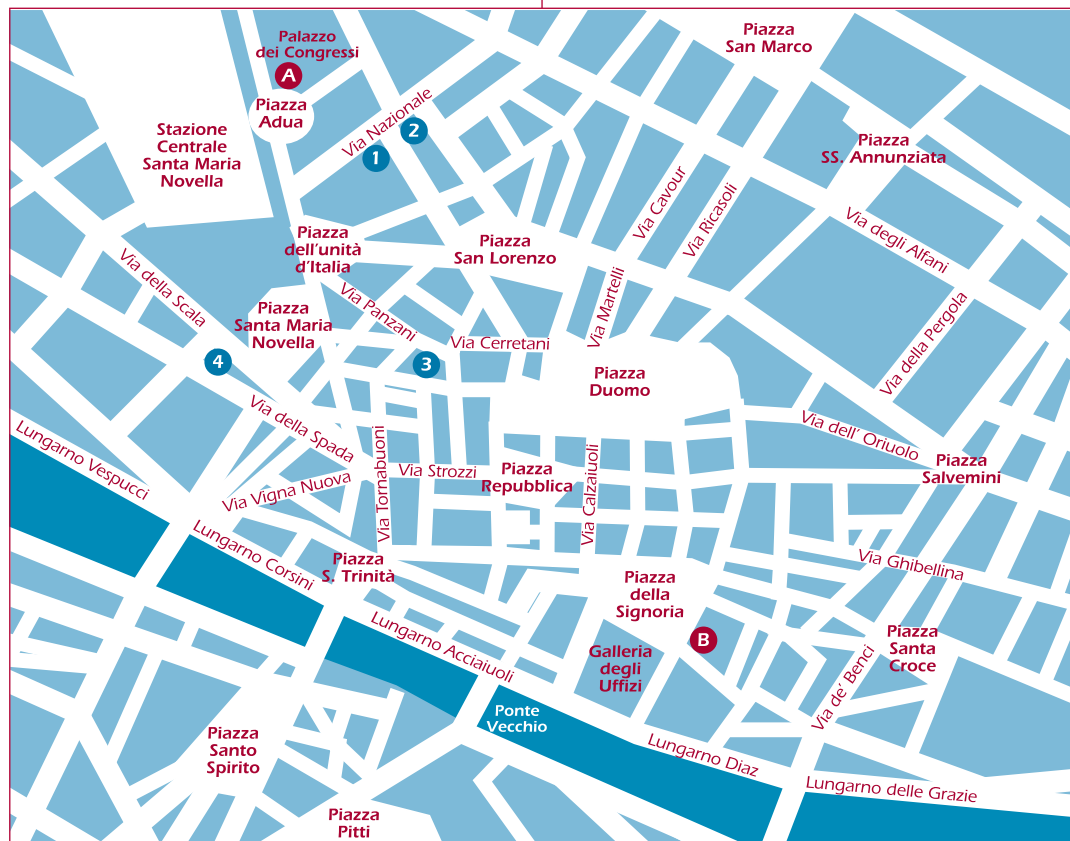 Palazzo
dei Congressi
A
Piazza
Adua
Piazza
San Marco
Via Nazionale
2
1
Stazione
Centrale
Santa Maria
Novella
Piazza
SS. Annunziata
Via Cavour
Via Ricasoli
Via degli Alfani
Piazza
dell'unità
d'Italia
Piazza
San Lorenzo
Via della Scala
Via Panzani
Via Martelli
Via della Pergola
Piazza
Santa Maria
Novella
Via Cerretani
4
3
Piazza
Duomo
Via della Spada
Via dell' Oriuolo
Lungarno Vespucci
Via Tornabuoni
Via Strozzi
Piazza
Repubblica
Via Calzaiuoli
Piazza
Salvemini
Via Vigna Nuova
Lungarno Corsini
Piazza
S. Trinità
Via Ghibellina
Piazza
della
Signoria
Lungarno Acciaiuoli
B
Galleria
degli
Uffizi
Piazza
Santa
Croce
Via de' Benci
Ponte
Vecchio
Piazza
Santo
Spirito
Lungarno Diaz
Lungarno delle Grazie
Piazza
Pitti